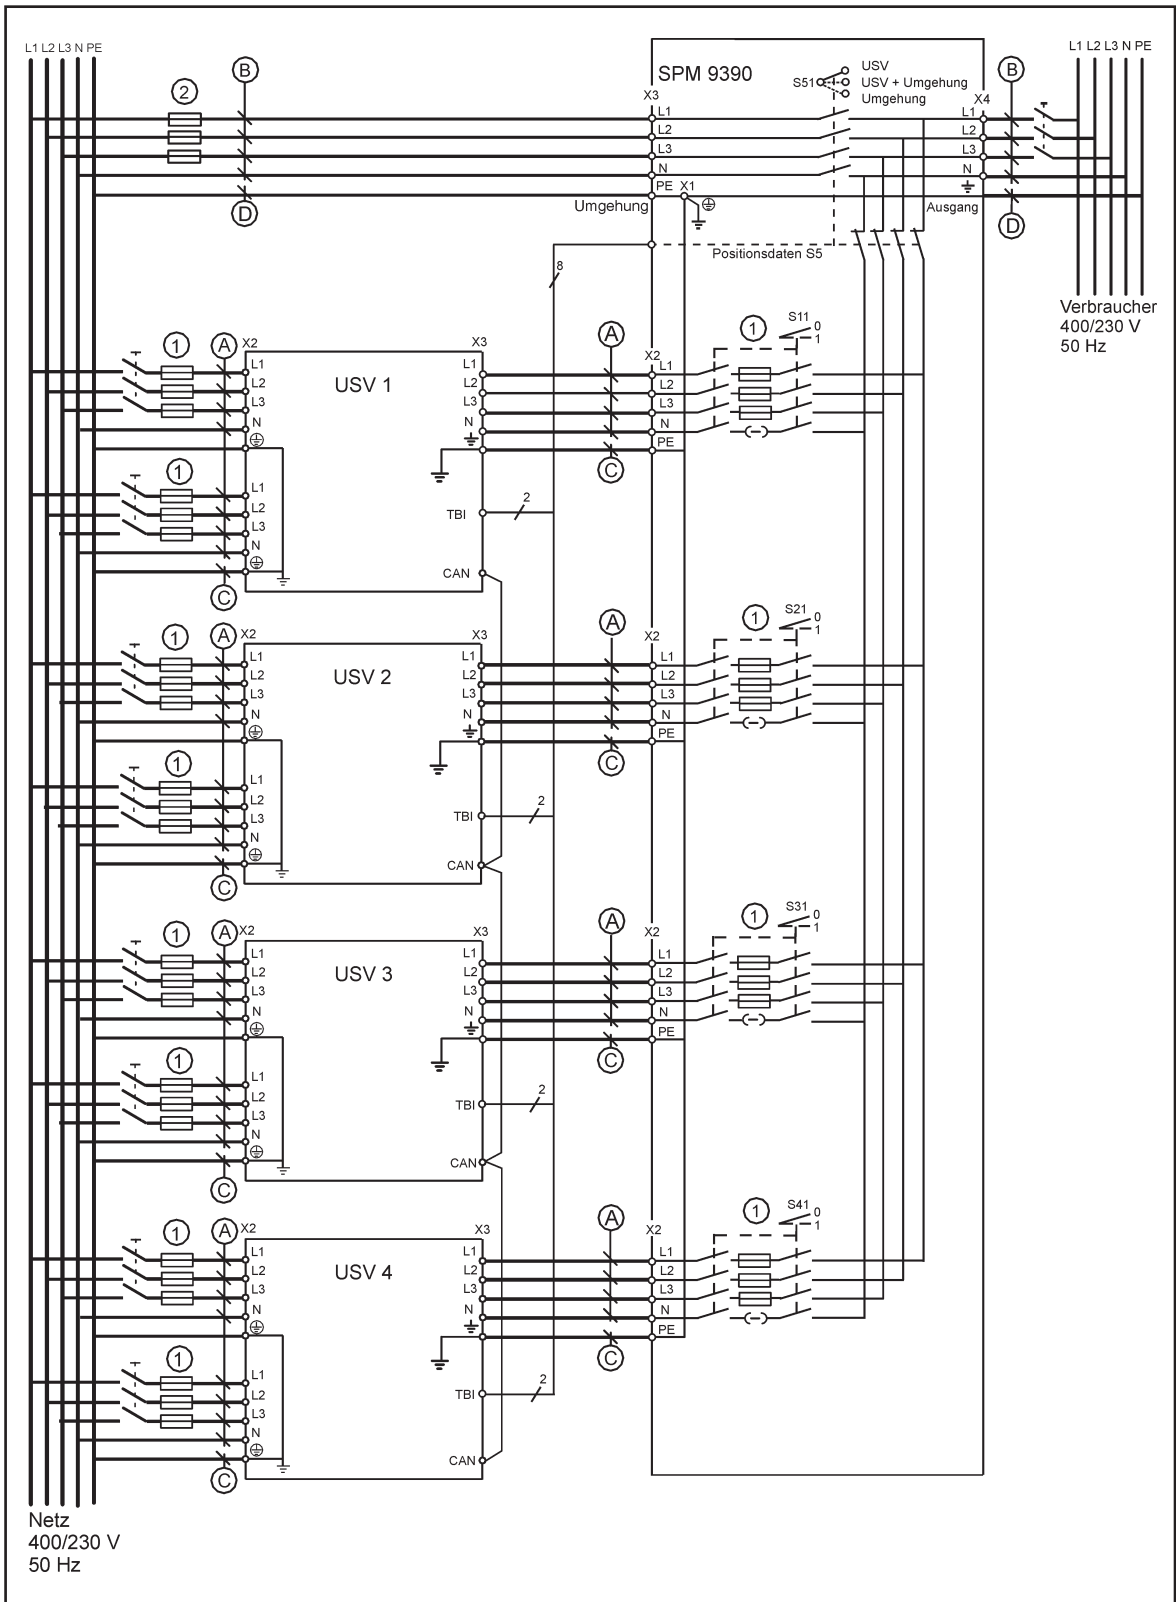 L1 L2 L3 N PE
2
B
SPM 9390
S51
USV
USV + Umgehung
Umgehung
B
L1 L2 L3 N PE
X3
X4
L1
L2
L3
N
PE
X1
L1
L2
L3
N
D
Umgehung
Ausgang
D
Positionsdaten S5
8
Verbraucher
400/230 V
50 Hz
1
A
X2
L1
L2
L3
N
1
L1
L2
L3
N
C
USV 1
X3
L1
L2
L3
N
TBI
2
CAN
A
C
X2
L1
L2
L3
N
PE
1
S11
0
1
1
A
X2
L1
L2
L3
N
1
L1
L2
L3
N
C
USV 2
X3
L1
L2
L3
N
TBI
2
CAN
A
C
X2
L1
L2
L3
N
PE
1
S21
0
1
1
A
X2
L1
L2
L3
N
1
L1
L2
L3
N
C
USV 3
X3
L1
L2
L3
N
TBI
2
CAN
A
C
X2
L1
L2
L3
N
PE
1
S31
0
1
1
A
X2
L1
L2
L3
N
1
L1
L2
L3
N
C
USV 4
X3
L1
L2
L3
N
TBI
2
CAN
A
C
X2
L1
L2
L3
N
PE
1
S41
0
1
Netz
400/230 V
50 Hz